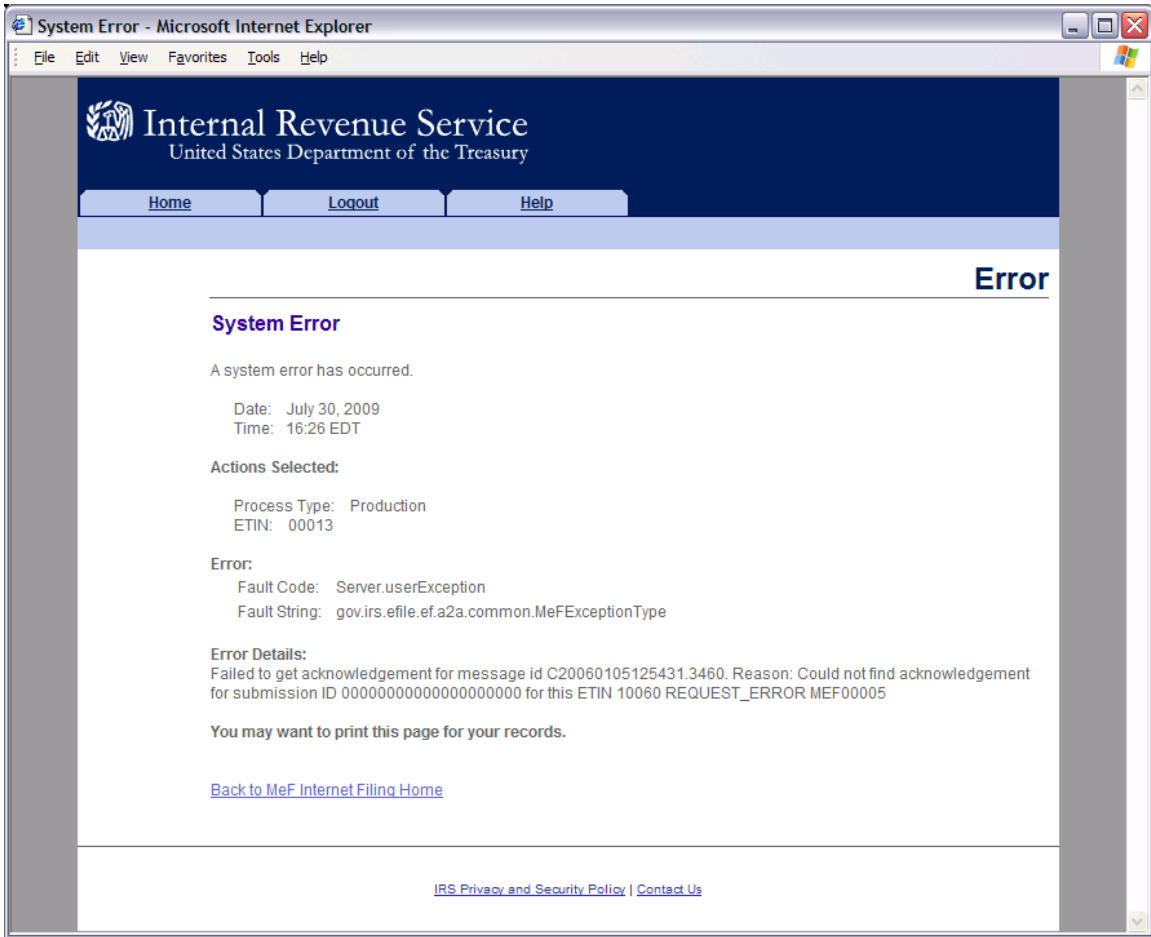 System Error - Microsoft Internet Explorer
File Edit View Favorites Tools Help
Internal Revenue Service
United States Department of the Treasury
Home Logout Help
Error
System Error
A system error has occurred.
Date: July 30, 2009
Time: 16:26 EDT
Actions Selected:
Process Type: Production
ETIN: 00013
Error:
Fault Code: Server.userException
Fault String: gov.irs.efile.ef.a2a.common.MeFExceptionType
Error Details:
Failed to get acknowledgement for message id C20060105125431.3460. Reason: Could not find acknowledgement
for submission ID 00000000000000000000 for this ETIN 10060 REQUEST_ERROR MEF00005
You may want to print this page for your records.
Back to MeF Internet Filing Home
IRS Privacy and Security Policy | Contact Us